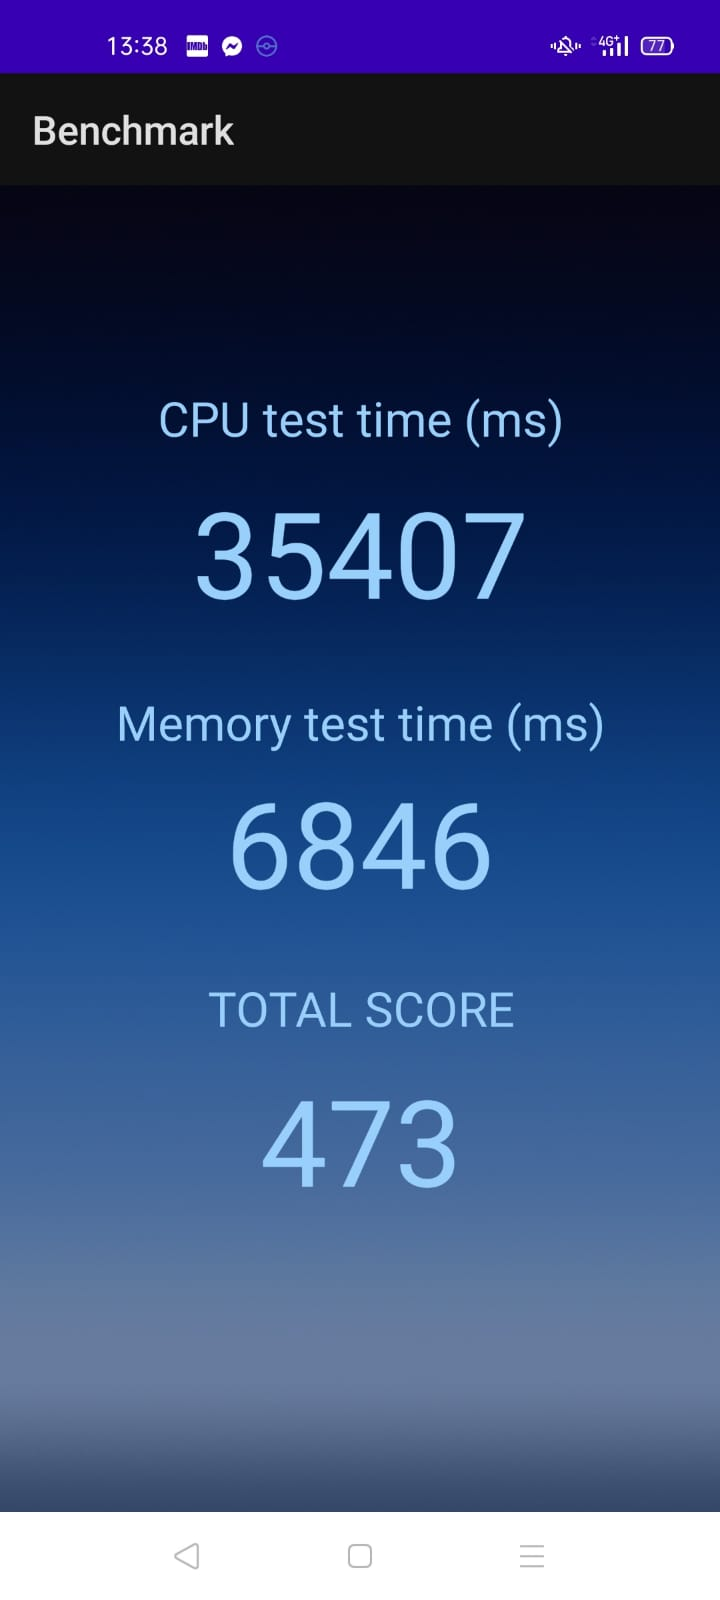 13:38 IMDb 4G+ 77
Benchmark
CPU test time (ms)
35407
Memory test time (ms)
6846
TOTAL SCORE
473